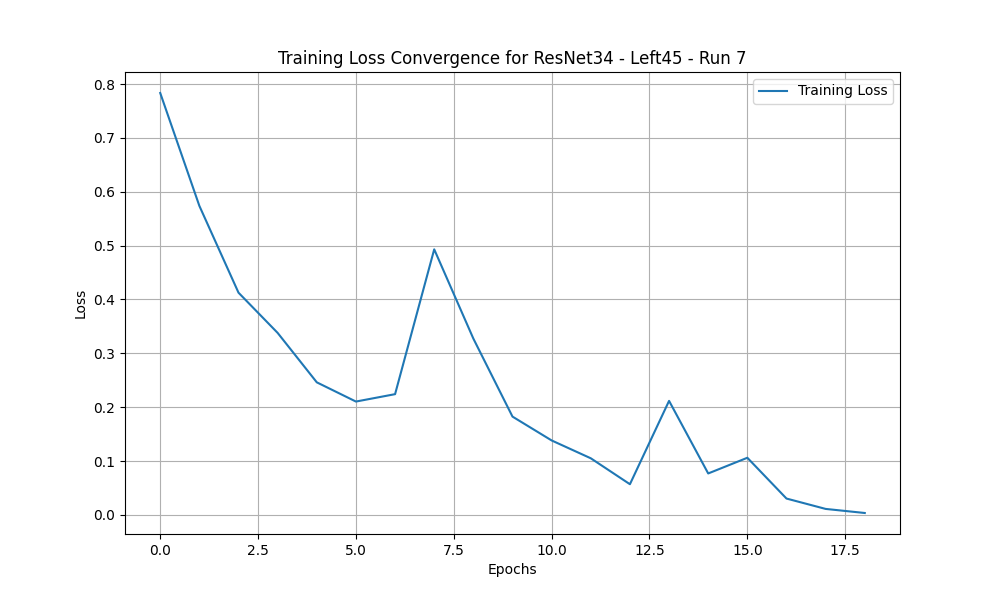 Training Loss Convergence for ResNet34 - Left45 - Run 7
Training Loss
0.8
0.7
0.6
0.5
0.4
0.3
0.2
0.1
0.0
Loss
0.0 2.5 5.0 7.5 10.0 12.5 15.0 17.5
Epochs